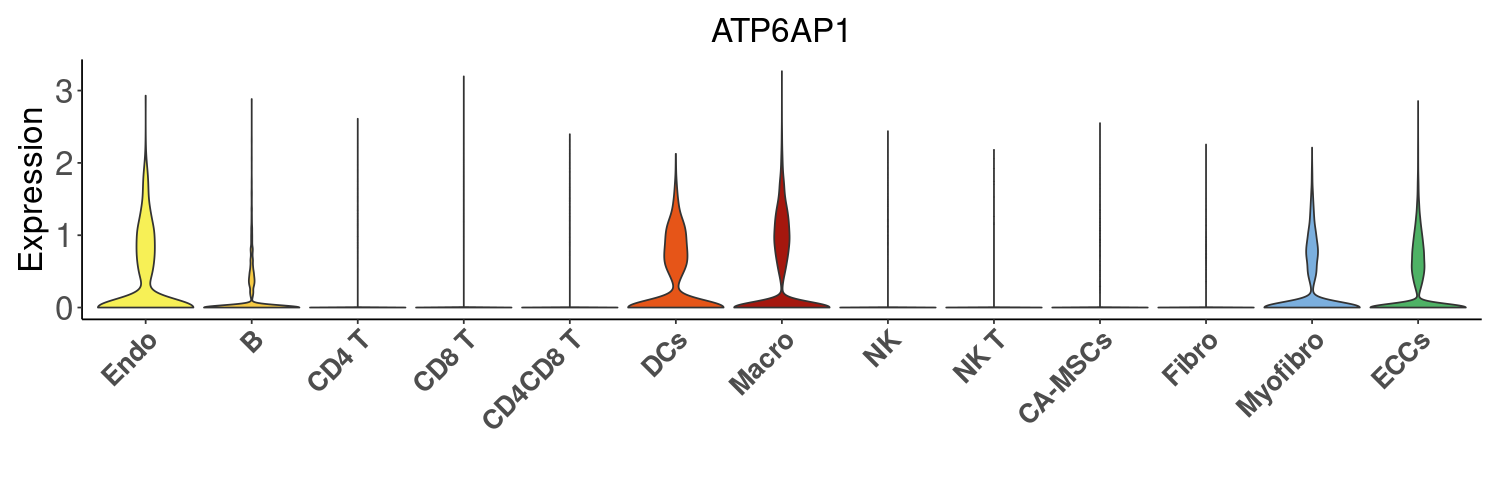 ATP6AP1
Expression
3
2
1
0
Endo
B
CD4 T
CD8 T
CD4CD8 T
DCs
Macro
NK
NK T
CA-MSCs
Fibro
Myofibro
ECCs